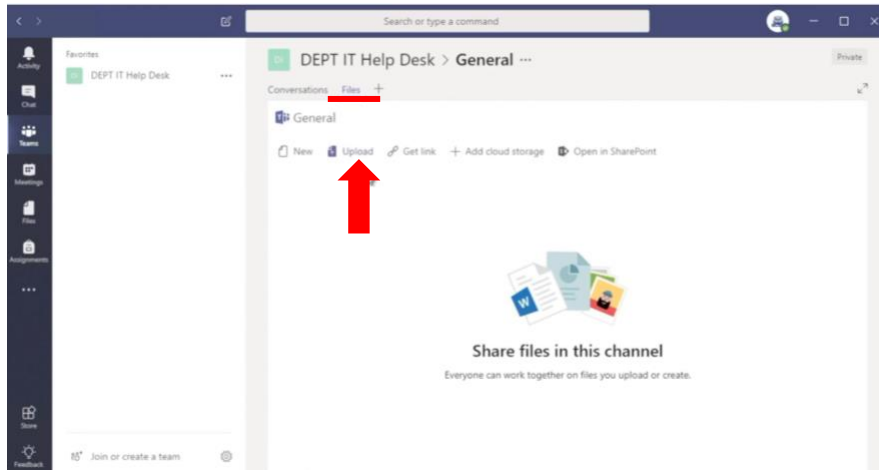 Search or type a command
Activity
Chat
Teams
Meetings
Files
Assignments
Store
Feedback
Favorites
DEPT IT Help Desk
Join or create a team
DEPT IT Help Desk > General
Private
Conversations Files +
General
New Upload Get link + Add cloud storage Open in SharePoint
W
Share files in this channel
Everyone can work together on files you upload or create.